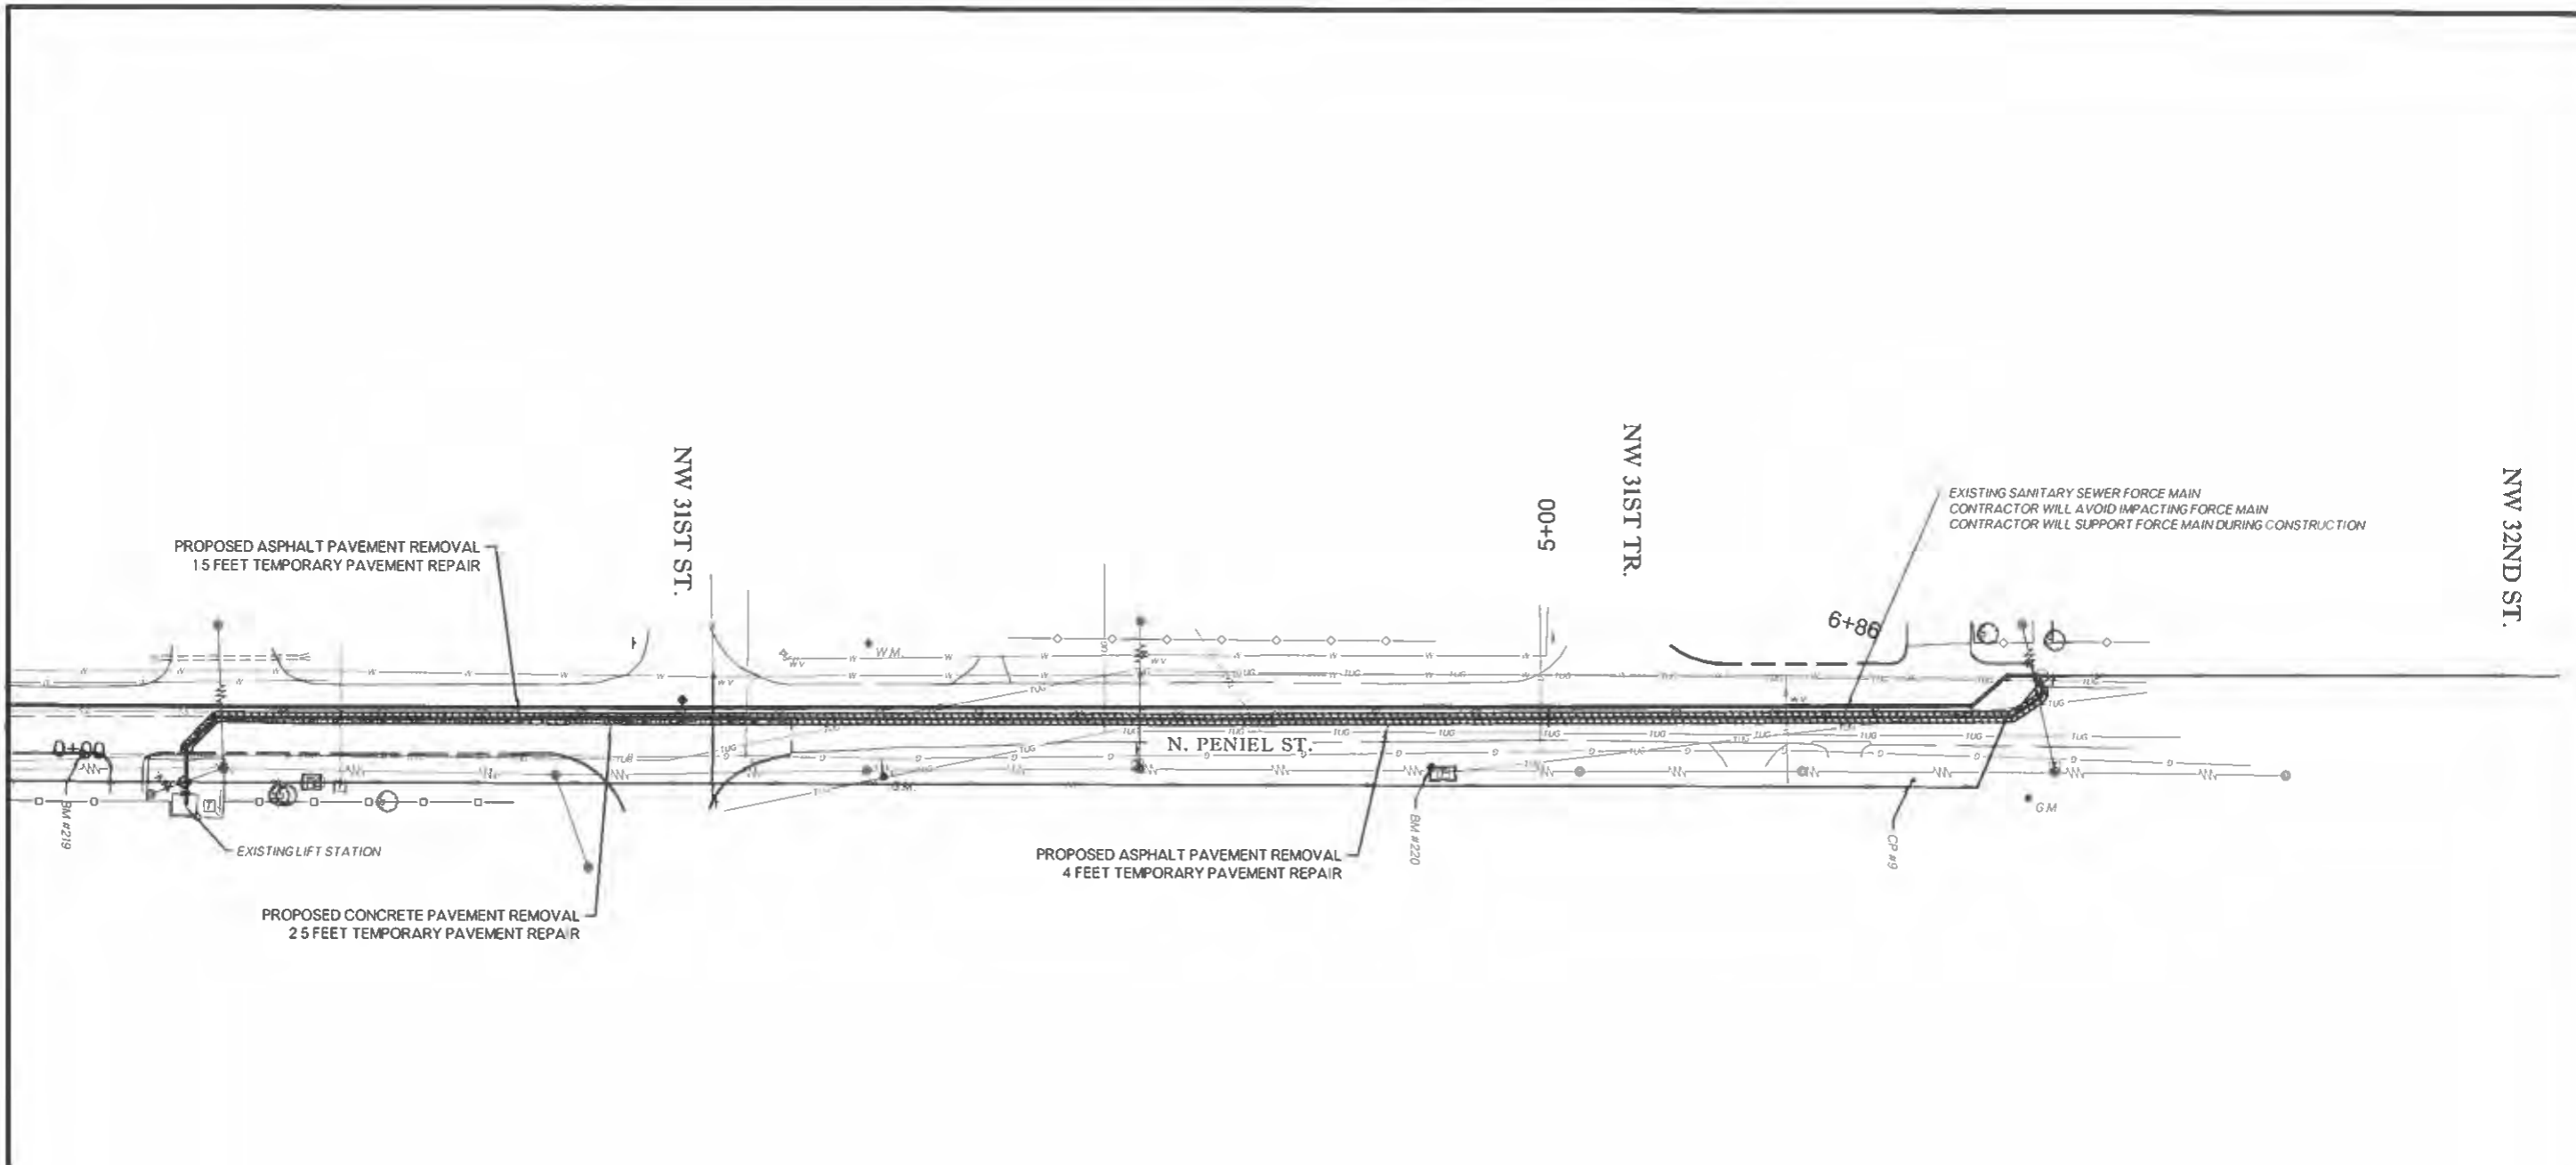 NW 31ST ST.
NW 31ST TR.
NW 32ND ST.
5+00
EXISTING SANITARY SEWER FORCE MAIN
CONTRACTOR WILL AVOID IMPACTING FORCE MAIN
CONTRACTOR WILL SUPPORT FORCE MAIN DURING CONSTRUCTION
PROPOSED ASPHALT PAVEMENT REMOVAL
15 FEET TEMPORARY PAVEMENT REPAIR
6+86
W.M.
N. PENIEL ST.
0+00
BM #219
EXISTING LIFT STATION
G.M.
BM #220
CP #9
G M
PROPOSED ASPHALT PAVEMENT REMOVAL
4 FEET TEMPORARY PAVEMENT REPAIR
PROPOSED CONCRETE PAVEMENT REMOVAL
2 5 FEET TEMPORARY PAVEMENT REPAIR